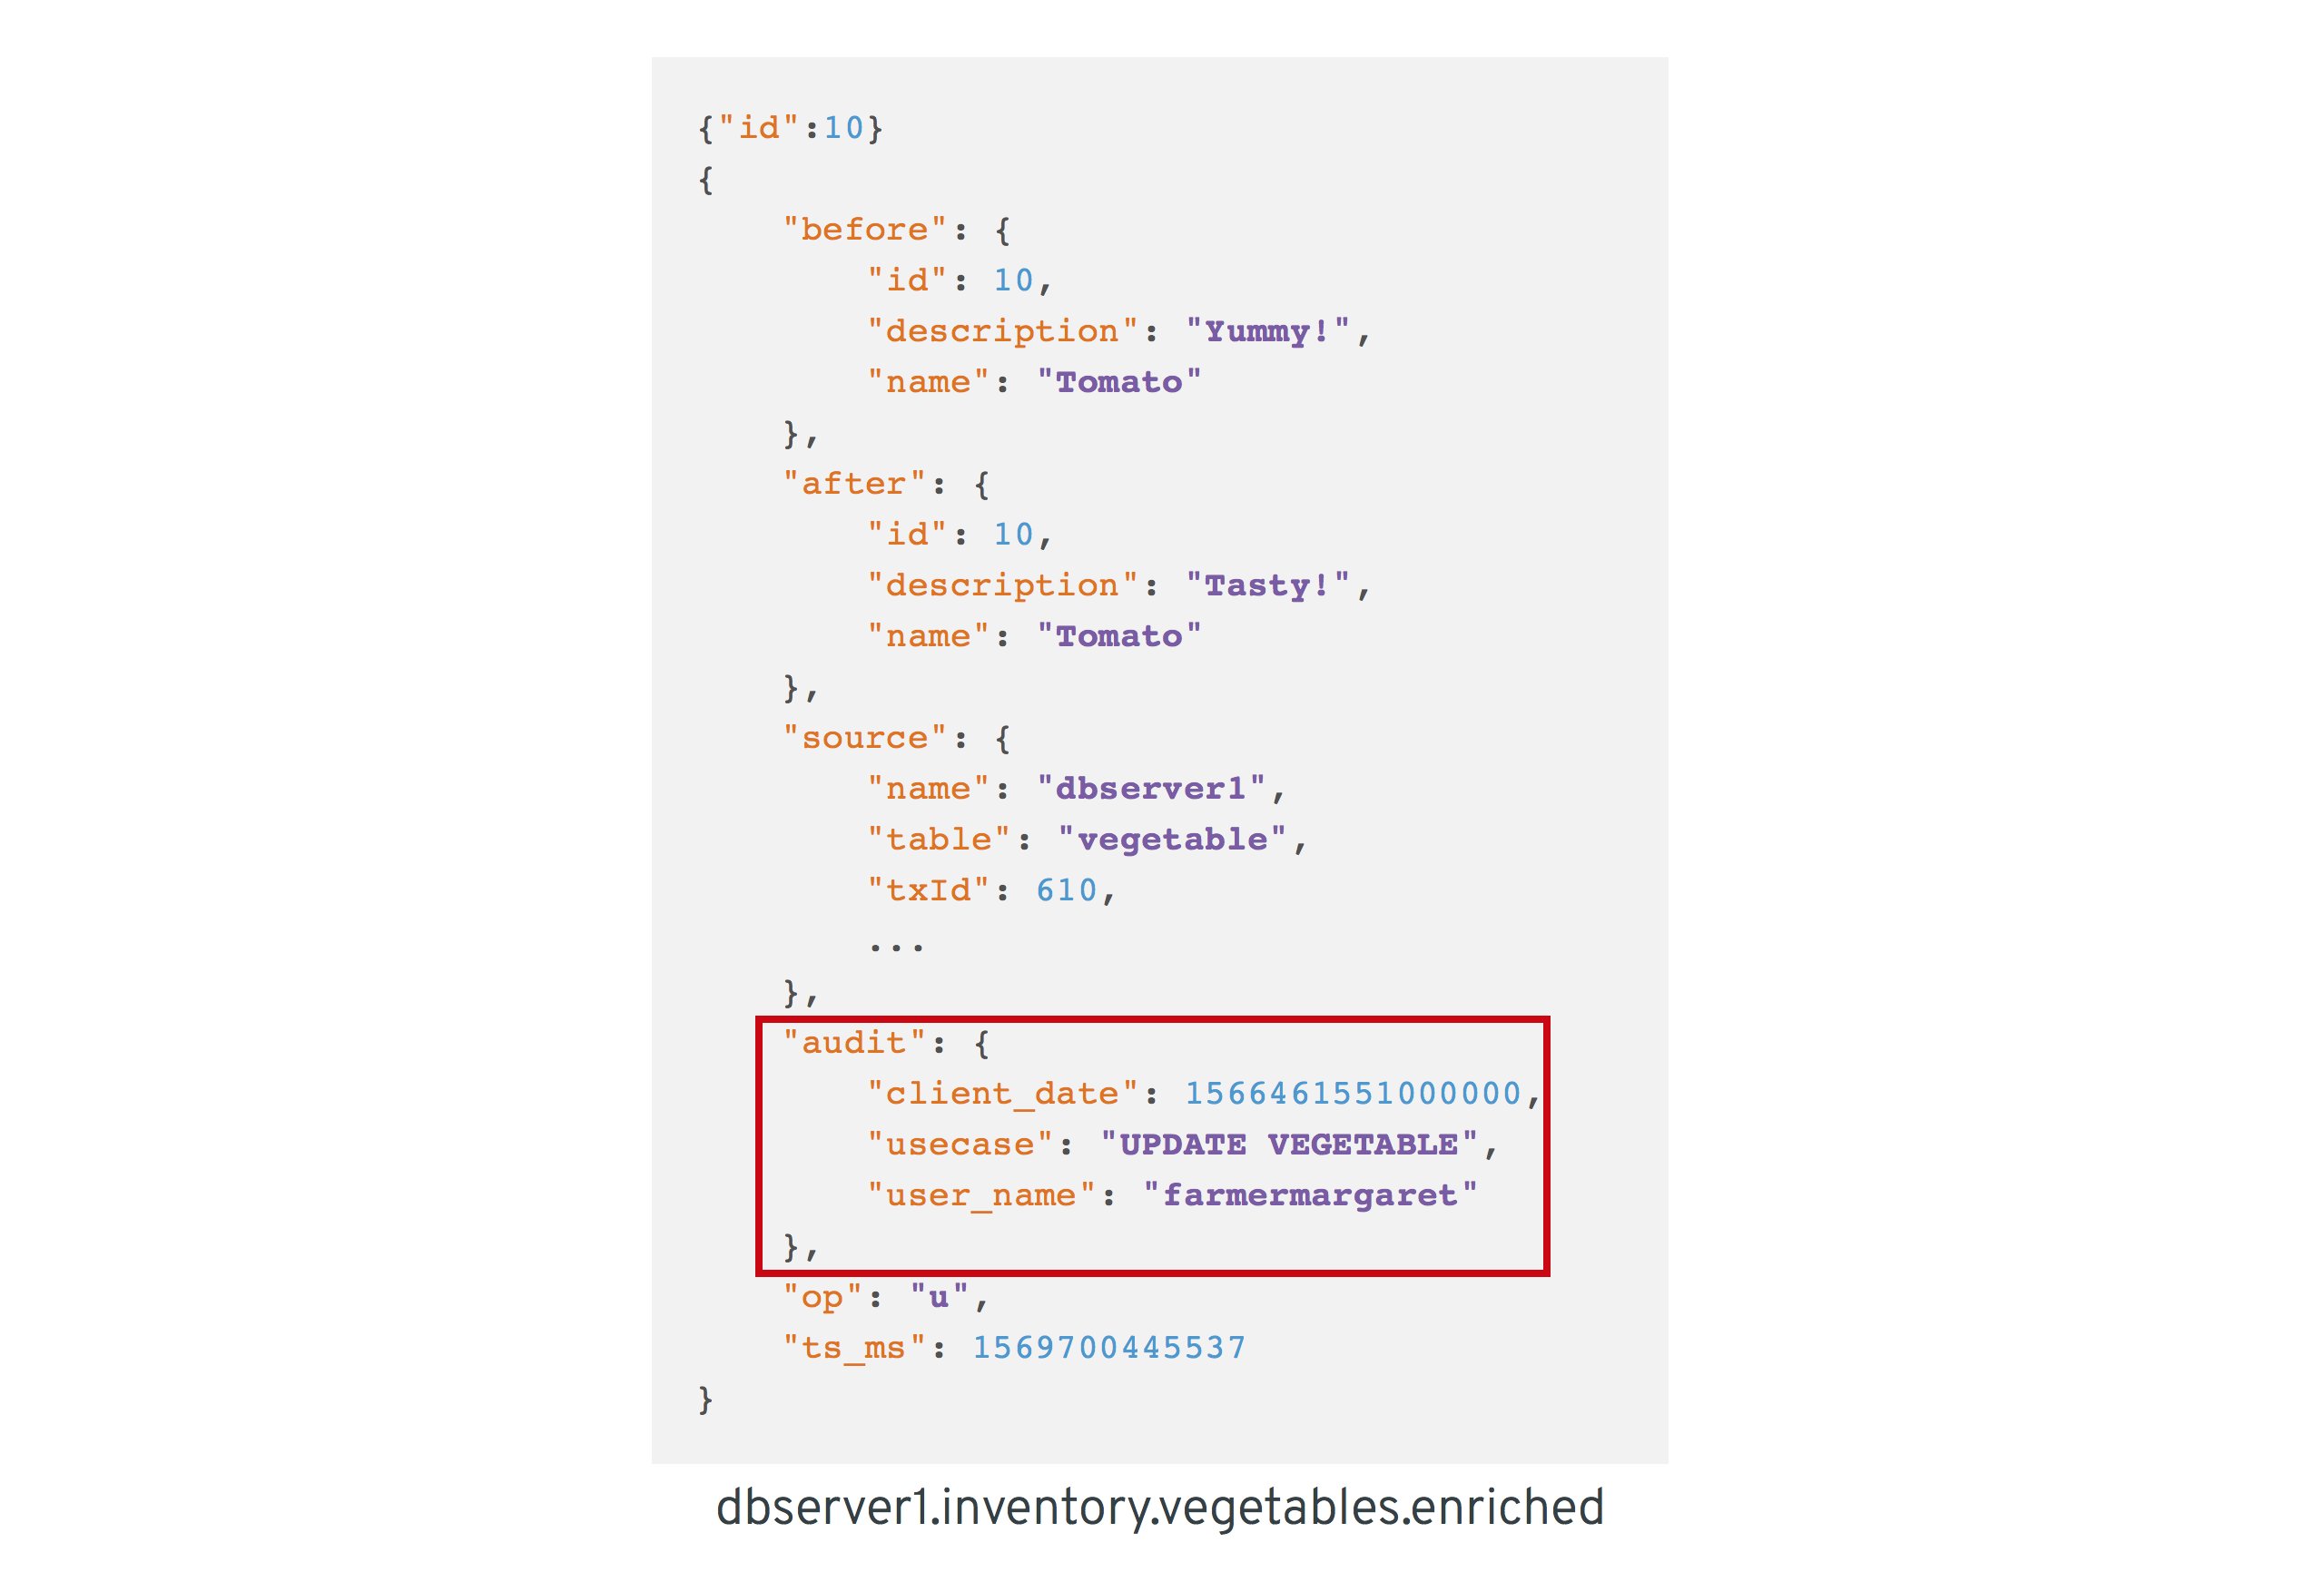 {"id":10}
{
"before": {
"id": 10,
"description": "Yummy!",
"name": "Tomato"
},
"after": {
"id": 10,
"description": "Tasty!",
"name": "Tomato"
},
"source": {
"name": "dbserver1",
"table": "vegetable",
"txId": 610,
...
},
"audit": {
"client_date": 1566461551000000,
"usecase": "UPDATE VEGETABLE",
"user_name": "farmermargaret"
},
"op": "u",
"ts_ms": 1569700445537
}
dbserver1.inventory.vegetables.enriched